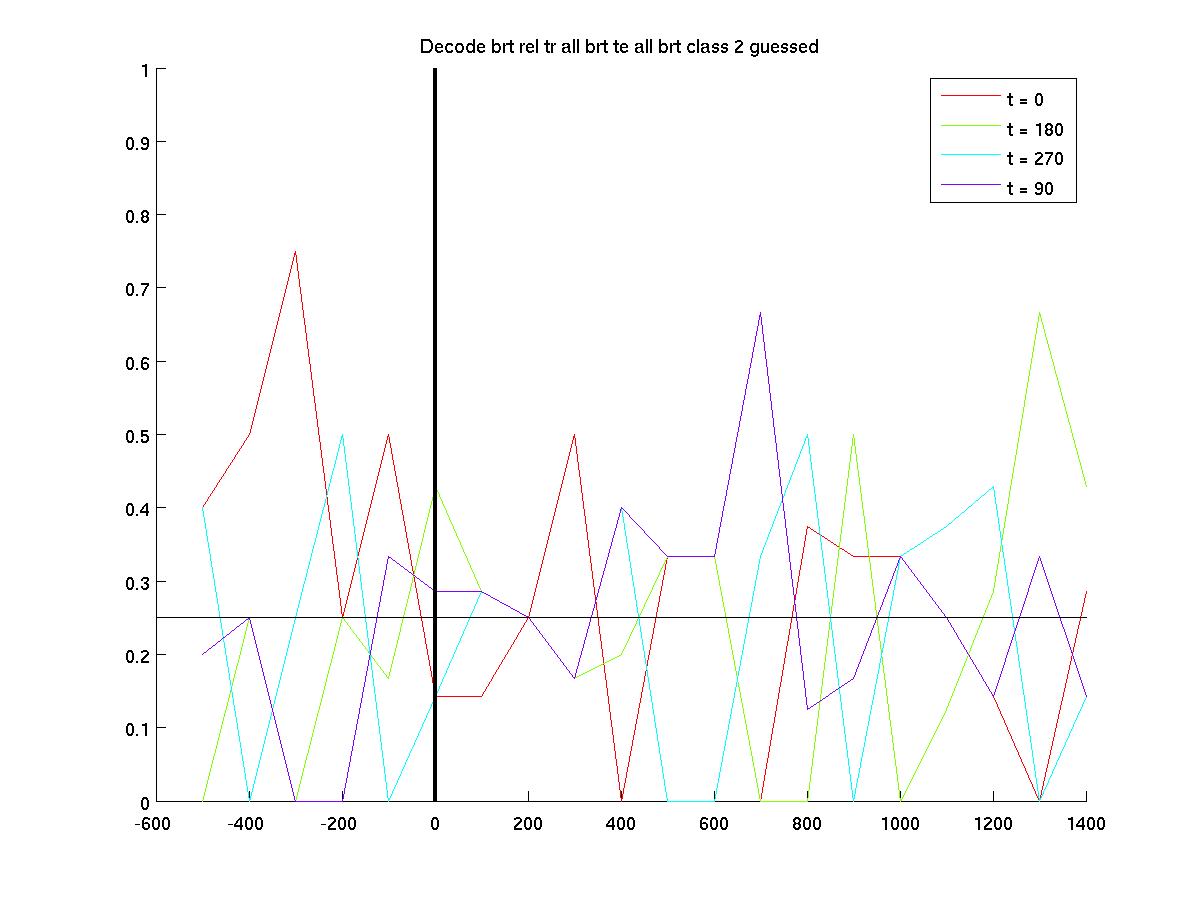 Decode brt rel tr all brt te all brt class 2 guessed
t = 0
t = 180
t = 270
t = 90
1
0.9
0.8
0.7
0.6
0.5
0.4
0.3
0.2
0.1
0
-600 -400 -200 0 200 400 600 800 1000 1200 1400